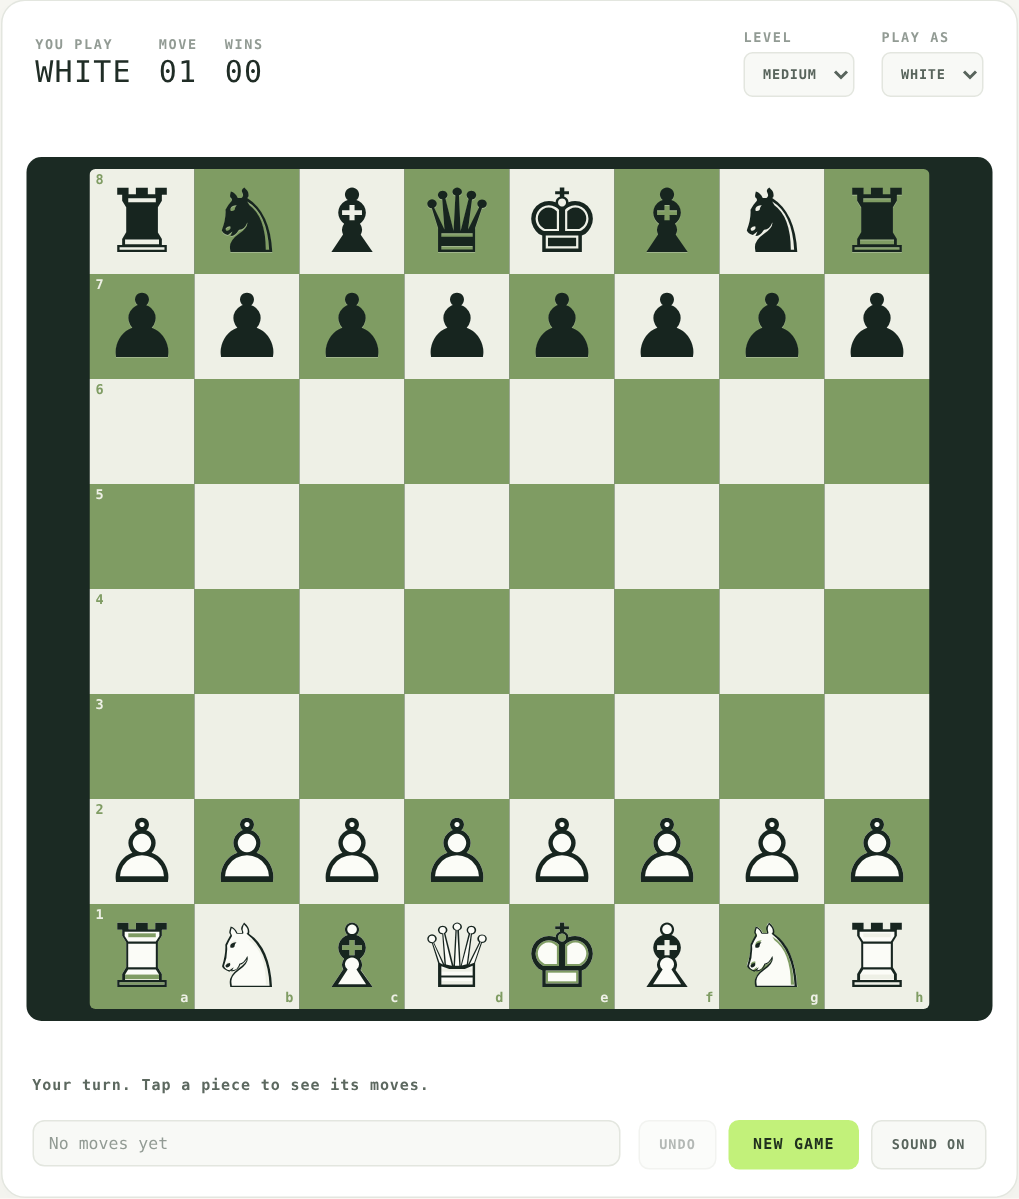 YOU PLAY MOVE WINS
WHITE 01 00
LEVEL PLAY AS
MEDIUM WHITE
8
7
6
5
4
3
2
1
a b c d e f g h
Your turn. Tap a piece to see its moves.
No moves yet UNDO NEW GAME SOUND ON